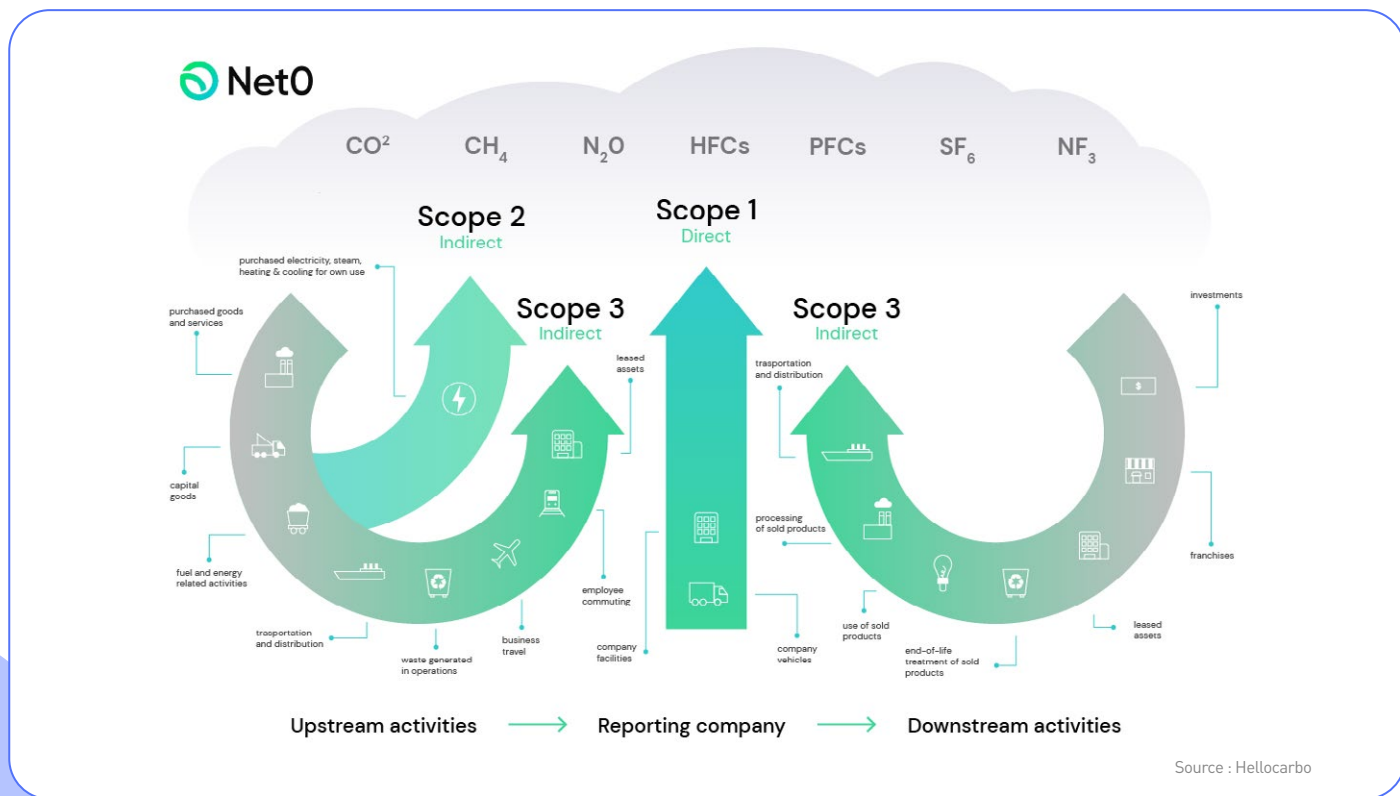 Net0
CO²
CH₄
N₂O
HFCs
PFCs
SF₆
NF₃
Scope 2
Indirect
Scope 1
Direct
purchased electricity, steam,
heating & cooling for own use
Scope 3
Indirect
Scope 3
Indirect
investments
purchased goods
and services
leased
assets
trasportation
and distribution
capital
goods
processing
of sold products
franchises
fuel and energy
related activities
employee
commuting
use of sold
products
leased
assets
trasportation
and distribution
business
travel
waste generated
in operations
company
facilities
company
vehicles
end-of-life
treatment of sold
products
$
Upstream activities
Reporting company
Downstream activities
Source : Hellocarbo